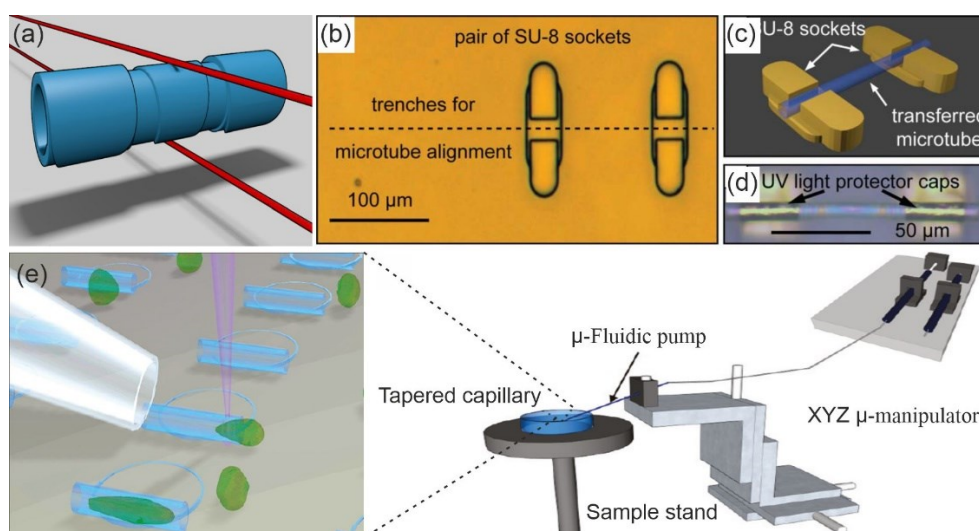 (a)
(b)
pair of SU-8 sockets
trenches for
microtube alignment
100 μm
(c)
SU-8 sockets
transferred
microtube
(d)
UV light protector caps
50 μm
(e)
μ-Fluidic pump
Tapered capillary
XYZ μ-manipulator
Sample stand